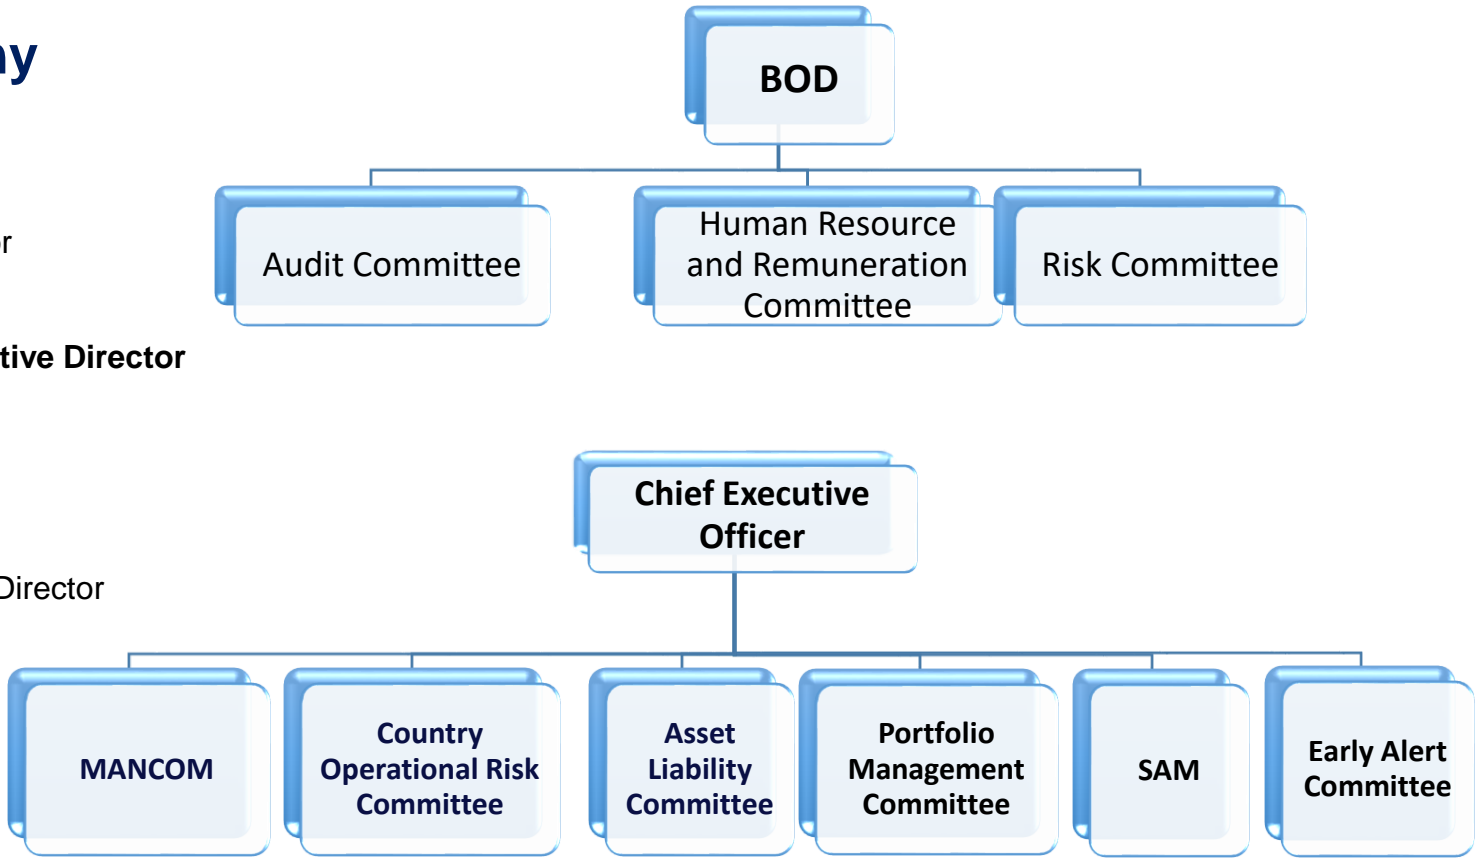 ny
BOD
Audit Committee
Human Resource
and Remuneration
Committee
Risk Committee
or
tive Director
Chief Executive
Officer
Director
MANCOM
Country
Operational Risk
Committee
Asset
Liability
Committee
Portfolio
Management
Committee
SAM
Early Alert
Committee